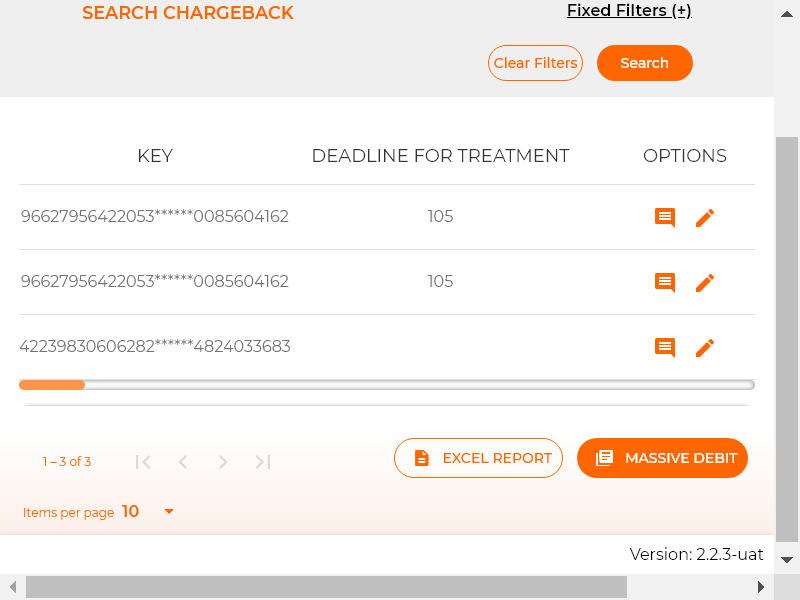 SEARCH CHARGEBACK
Fixed Filters (+)
Clear Filters
Search
KEY DEADLINE FOR TREATMENT OPTIONS
96627956422053******0085604162 105
96627956422053******0085604162 105
42239830606282******4824033683
1 – 3 of 3
EXCEL REPORT
MASSIVE DEBIT
Items per page 10
Version: 2.2.3-uat